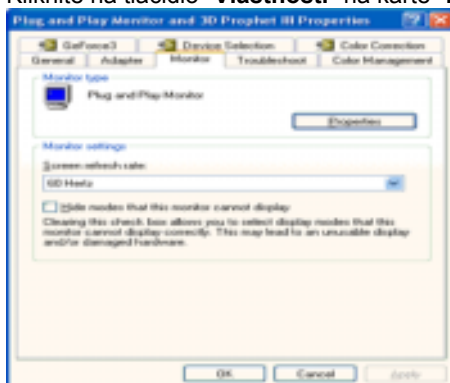 Kliknite na tlačidlo "Vlastnosti" na karte "
Plug and Play Monitor and 3D Prophet III Properties
GeForce3 Device Selection Color Correction
General Adapter Monitor Troubleshoot Color Management
Monitor type
Plug and Play Monitor
Properties
Monitor settings
Screen refresh rate:
60 Hertz
Hide modes that this monitor cannot display
Clearing this check box allows you to select display modes that this
monitor cannot display correctly. This may lead to an unusable display
and/or damaged hardware.
OK Cancel Apply